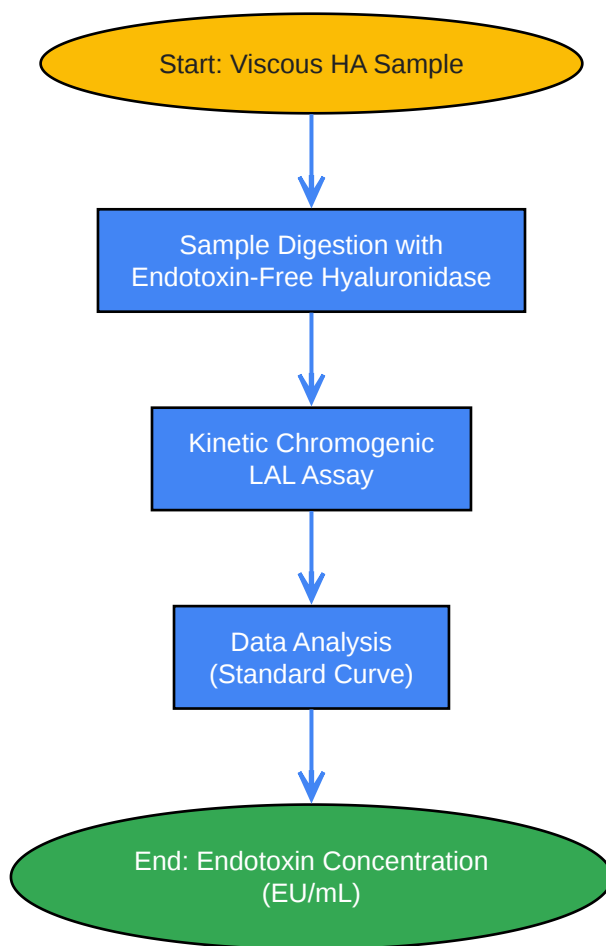 Start: Viscous HA Sample
Sample Digestion with
Endotoxin-Free Hyaluronidase
Kinetic Chromogenic
LAL Assay
Data Analysis
(Standard Curve)
End: Endotoxin Concentration
(EU/mL)